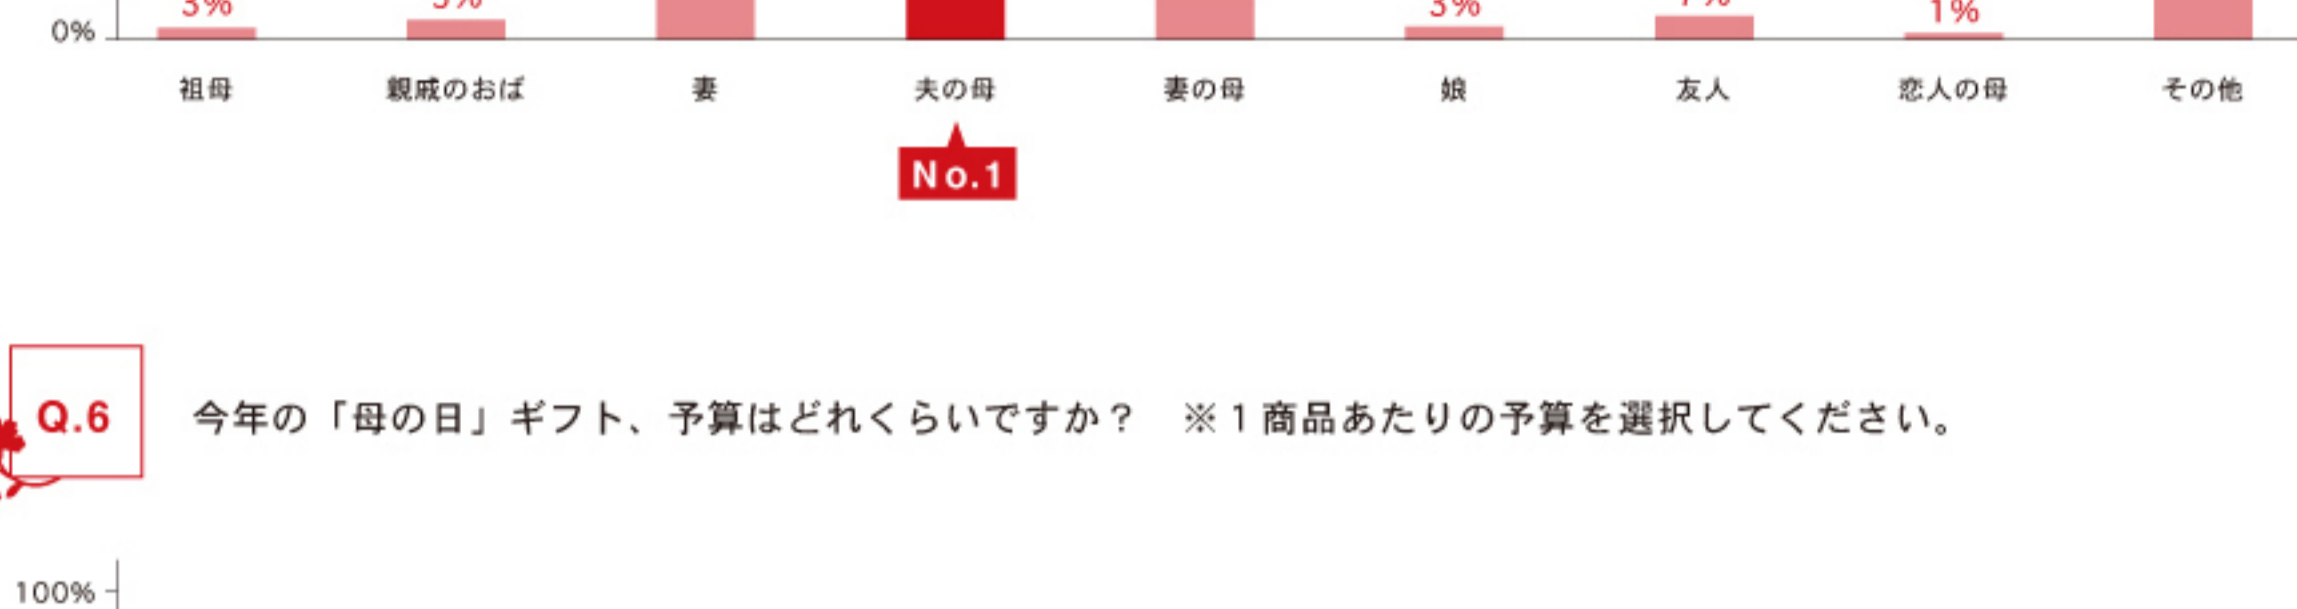 3%
3%
1%
0%
祖母
親戚のおば
妻
夫の母
妻の母
娘
友人
恋人の母
その他
No.1
Q.6
今年の「母の日」ギフト、予算はどれくらいですか？　※１商品あたりの予算を選択してください。
100%